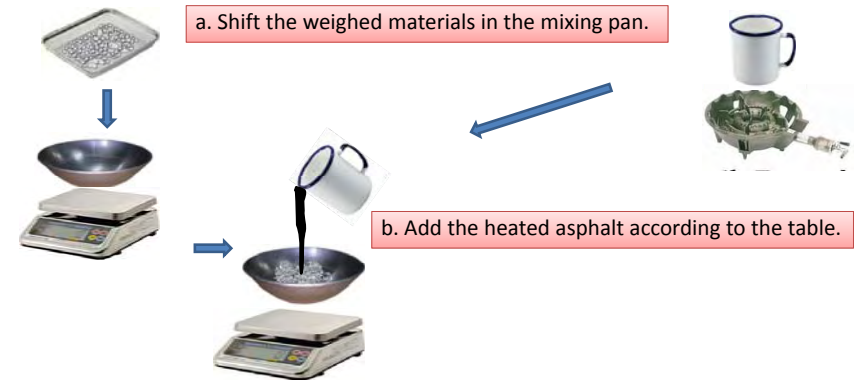 a. Shift the weighed materials in the mixing pan.
b. Add the heated asphalt according to the table.